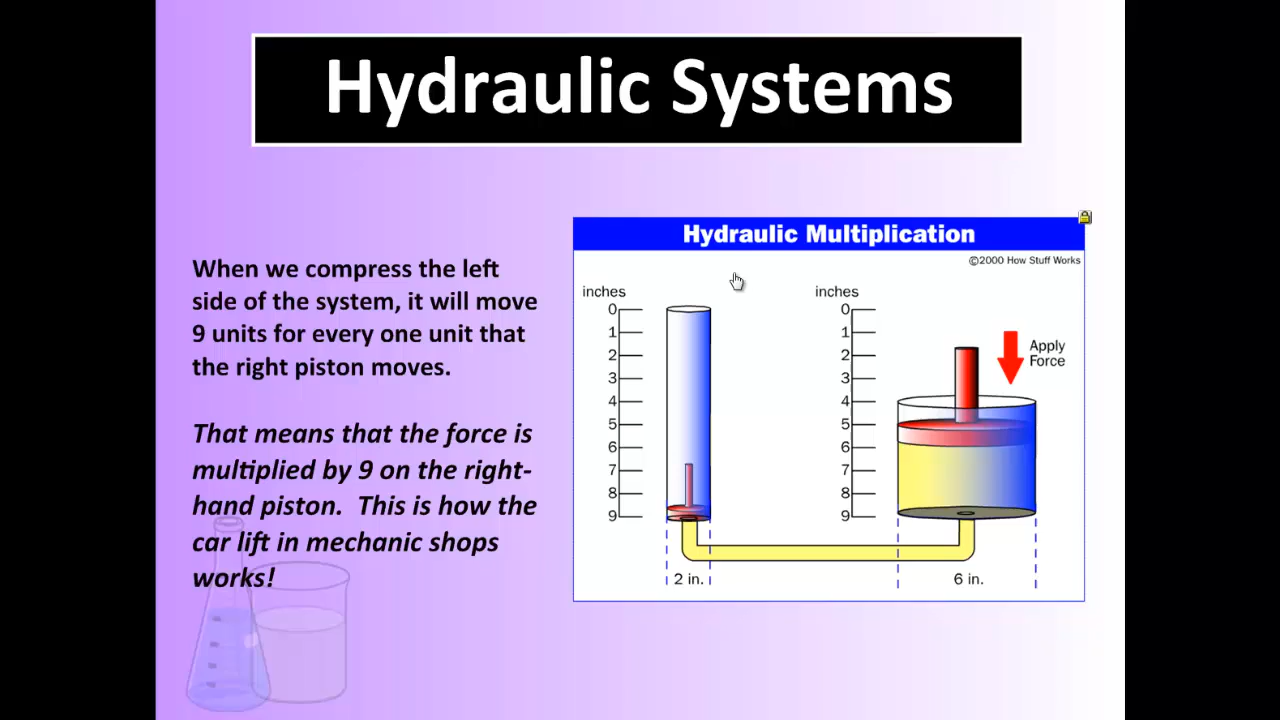 Hydraulic Systems
When we compress the left
side of the system, it will move
9 units for every one unit that
the right piston moves.
That means that the force is
multiplied by 9 on the right-
hand piston.  This is how the
car lift in mechanic shops
works!
Hydraulic Multiplication
©2000 How Stuff Works
inches
0
1
2
3
4
5
6
7
8
9
2 in.
inches
0
1
2
3
4
5
6
7
8
9
Apply
Force
6 in.